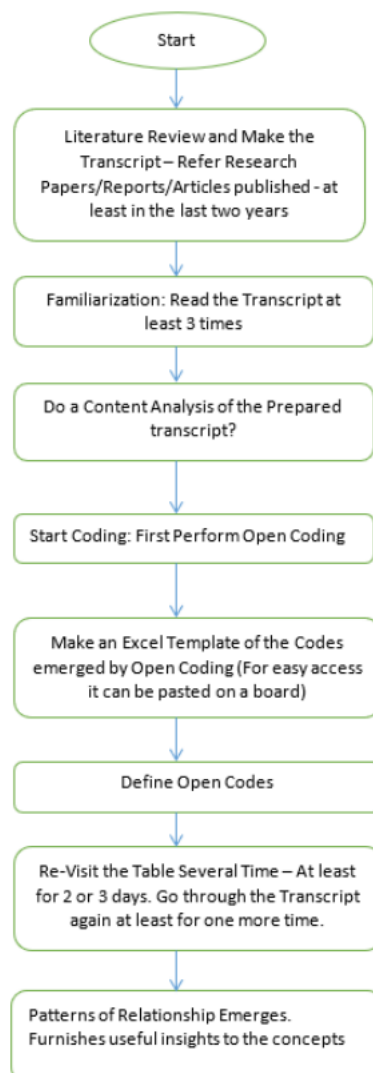 Start
Literature Review and Make the
Transcript – Refer Research
Papers/Reports/Articles published - at
least in the last two years
Familiarization: Read the Transcript at
least 3 times
Do a Content Analysis of the Prepared
transcript?
Start Coding: First Perform Open Coding
Make an Excel Template of the Codes
emerged by Open Coding (For easy access
it can be pasted on a board)
Define Open Codes
Re-Visit the Table Several Time – At least
for 2 or 3 days. Go through the Transcript
again at least for one more time.
Patterns of Relationship Emerges.
Furnishes useful insights to the concepts